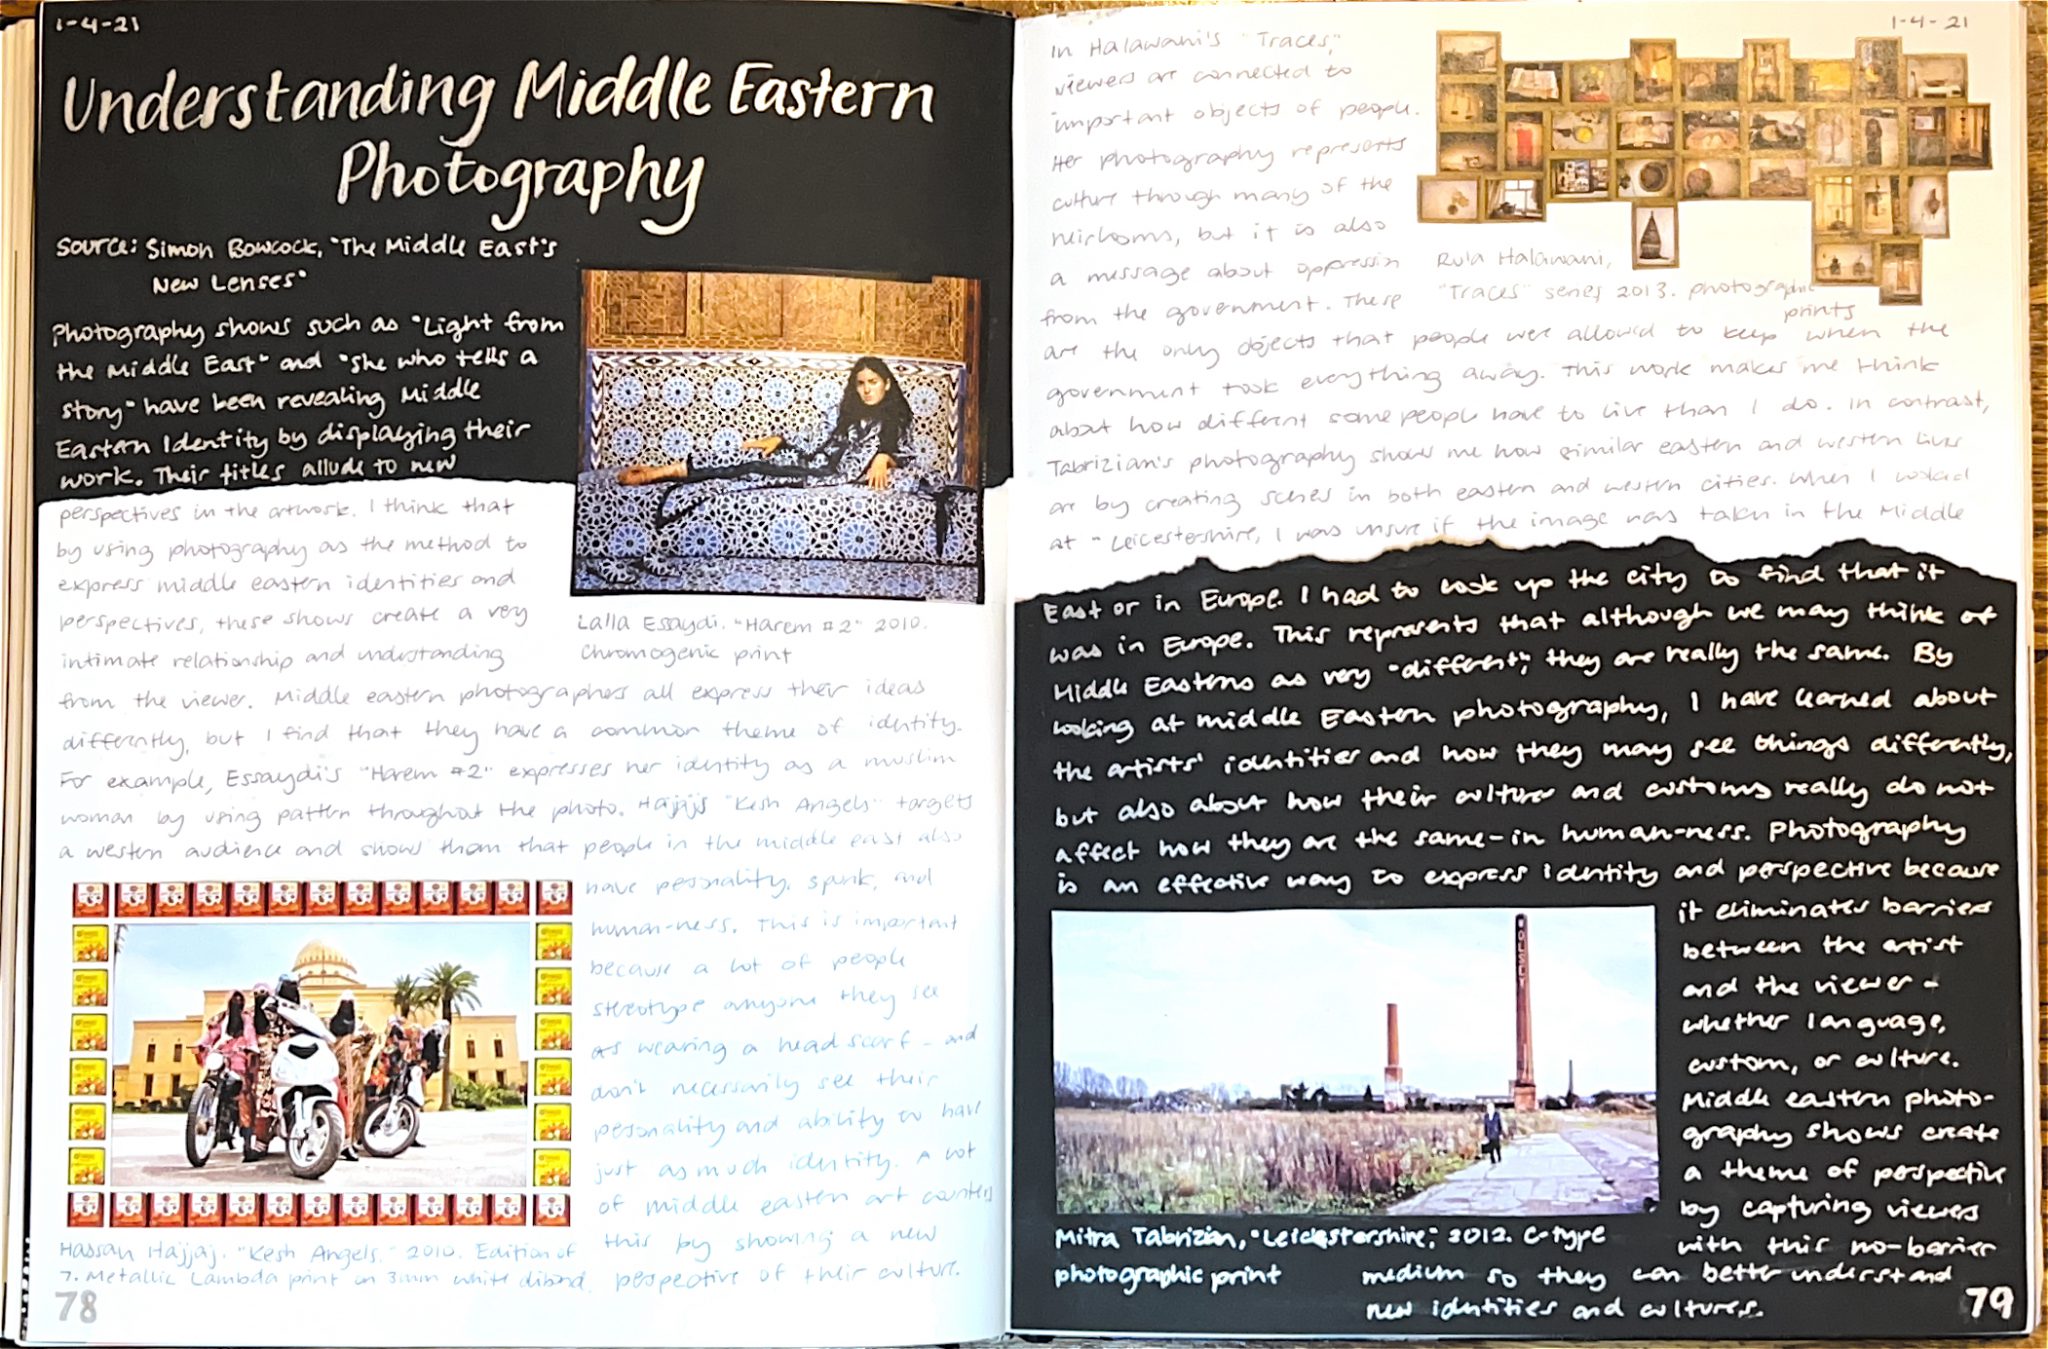 1-4-21
Understanding Middle Eastern
Photography
Source: Simon Bowcock, "The Middle East's
New Lenses"
Photography shows such as "Light from
the Middle East" and "She who tells a
story" have been revealing Middle
Eastern Identity by displaying their
work. Their titles allude to new
perspectives in the artwork. I think that
by using photography as the method to
express middle eastern identities and
perspectives, these shows create a very
intimate relationship and understanding
from the viewer. Middle eastern photographers all express their ideas
differently, but I find that they have a common theme of identity.
For example, Essaydi's "Harem #2" expresses her identity as a muslim
woman by using pattern throughout the photo. Hajjaj's "Kesh Angels" targets
a western audience and shows them that people in the middle east also
have personality, spunk, and
human-ness. This is important
because a lot of people
stereotype anyone they see
as wearing a head scarf - and
don't necessarily see their
personality and ability to have
just as much identity. A lot
of middle eastern art counters
this by showing a new
perspective of their culture.
Lalla Essaydi. "Harem #2" 2010.
Chromogenic print
Hassan Hajjaj. "Kesh Angels," 2010. Edition of
7. Metallic Lambda print on 3mm white dibond.
78
1-4-21
In Halawani's "Traces,"
viewers are connected to
important objects of people.
Her photography represents
culture through many of the
heirlooms, but it is also
a message about oppression
from the government. These
are the only objects that people were allowed to keep when the
government took everything away. This work makes me think
about how different some people have to live than I do. In contrast,
Tabrizian's photography shows me how similar eastern and western lives
are by creating scenes in both eastern and western cities. When I looked
at "Leicestershire, I was unsure if the image was taken in the Middle
East or in Europe. I had to look up the city to find that it
was in Europe. This represents that although we may think of
Middle Easterns as very "different", they are really the same. By
looking at middle Eastern photography, I have learned about
the artists' identities and how they may see things differently,
but also about how their cultures and customs really do not
affect how they are the same-in human-ness. Photography
is an effective way to express identity and perspective because
it eliminates barriers
between the artist
and the viewer -
whether language,
custom, or culture.
Middle eastern photo-
graphy shows create
a theme of perspective
by capturing viewers
with this no-barrier
medium so they can better understand
new identities and cultures.
Rula Halawani,
"Traces" series 2013. photographic
prints
WOLSEY
Mitra Tabrizian, "Leicestershire", 2012. C-type
photographic print
79